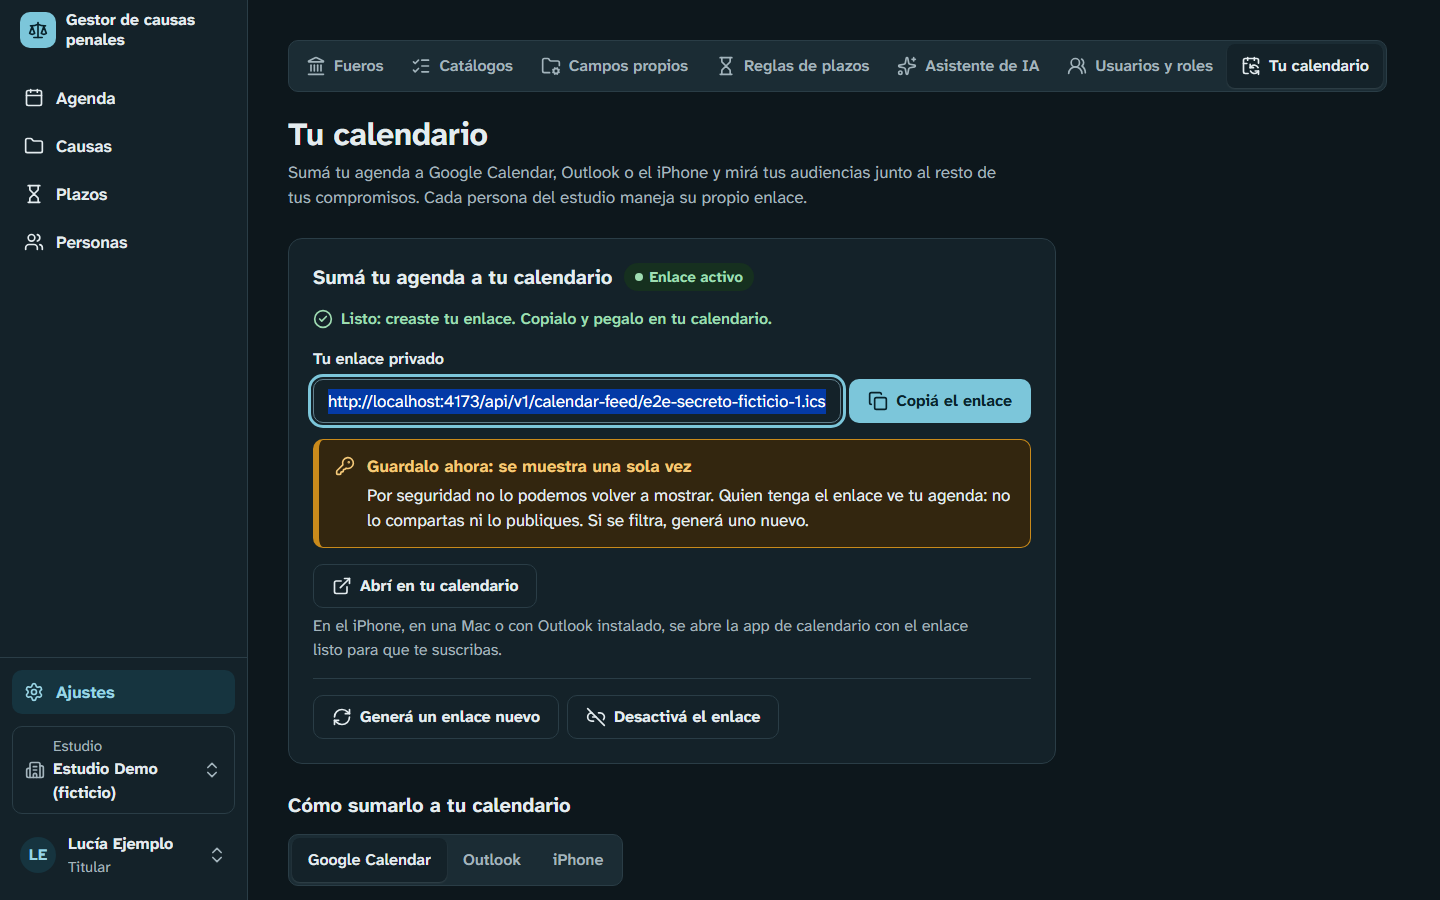 Gestor de causas
penales
Agenda
Causas
Plazos
Personas
Ajustes
Estudio
Estudio Demo
(ficticio)
LE
Lucía Ejemplo
Titular
Fueros
Catálogos
Campos propios
Reglas de plazos
Asistente de IA
Usuarios y roles
Tu calendario
Tu calendario
Sumá tu agenda a Google Calendar, Outlook o el iPhone y mirá tus audiencias junto al resto de
tus compromisos. Cada persona del estudio maneja su propio enlace.
Sumá tu agenda a tu calendario
Enlace activo
Listo: creaste tu enlace. Copialo y pegalo en tu calendario.
Tu enlace privado
http://localhost:4173/api/v1/calendar-feed/e2e-secreto-ficticio-1.ics
Copiá el enlace
Guardalo ahora: se muestra una sola vez
Por seguridad no lo podemos volver a mostrar. Quien tenga el enlace ve tu agenda: no
lo compartas ni lo publiques. Si se filtra, generá uno nuevo.
Abrí en tu calendario
En el iPhone, en una Mac o con Outlook instalado, se abre la app de calendario con el enlace
listo para que te suscribas.
Generá un enlace nuevo
Desactivá el enlace
Cómo sumarlo a tu calendario
Google Calendar
Outlook
iPhone